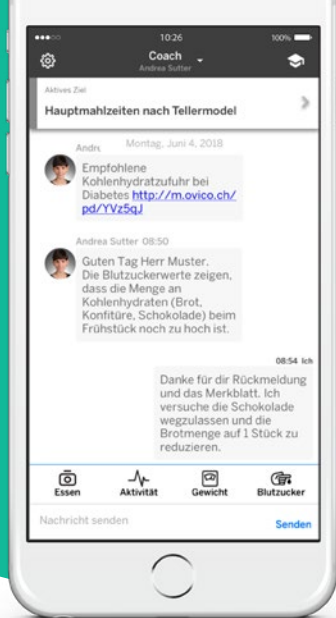 10:26
100%
Coach
Andrea Sutter
Aktives Ziel
Hauptmahlzeiten nach Tellermodel
Montag, Juni 4, 2018
Andr
Empfohlene
Kohlenhydratzufuhr bei
Diabetes http://m.ovico.ch/
pd/YVz5qJ
Andrea Sutter 08:50
Guten Tag Herr Muster.
Die Blutzuckerwerte zeigen,
dass die Menge an
Kohlenhydraten (Brot,
Konfitüre, Schokolade) beim
Frühstück noch zu hoch ist.
08:54 Ich
Danke für dir Rückmeldung
und das Merkblatt. Ich
versuche die Schokolade
wegzulassen und die
Brotmenge auf 1 Stück zu
reduzieren.
Essen
Aktivität
Gewicht
Blutzucker
Nachricht senden
Senden